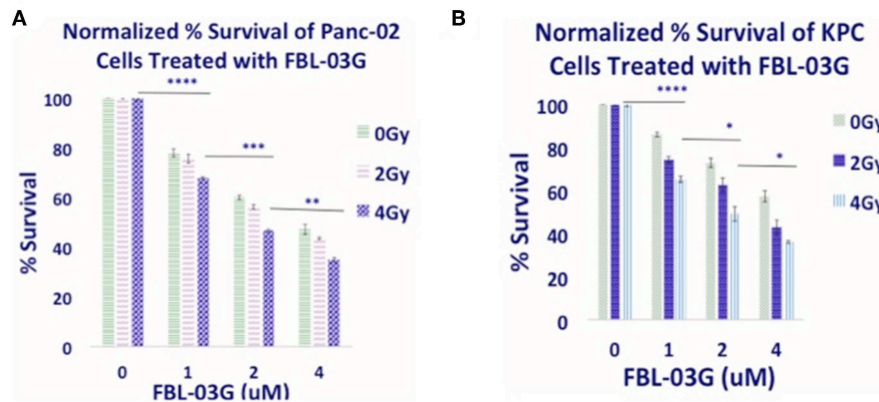 A
Normalized % Survival of Panc-02
Cells Treated with FBL-03G
****
***
**
100
80
60
40
20
0
% Survival
0Gy
2Gy
4Gy
0 1 2 4
FBL-03G (uM)
B
Normalized % Survival of KPC
Cells Treated with FBL-03G
****
*
*
100
80
60
40
20
0
% Survival
0Gy
2Gy
4Gy
0 1 2 4
FBL-03G (uM)